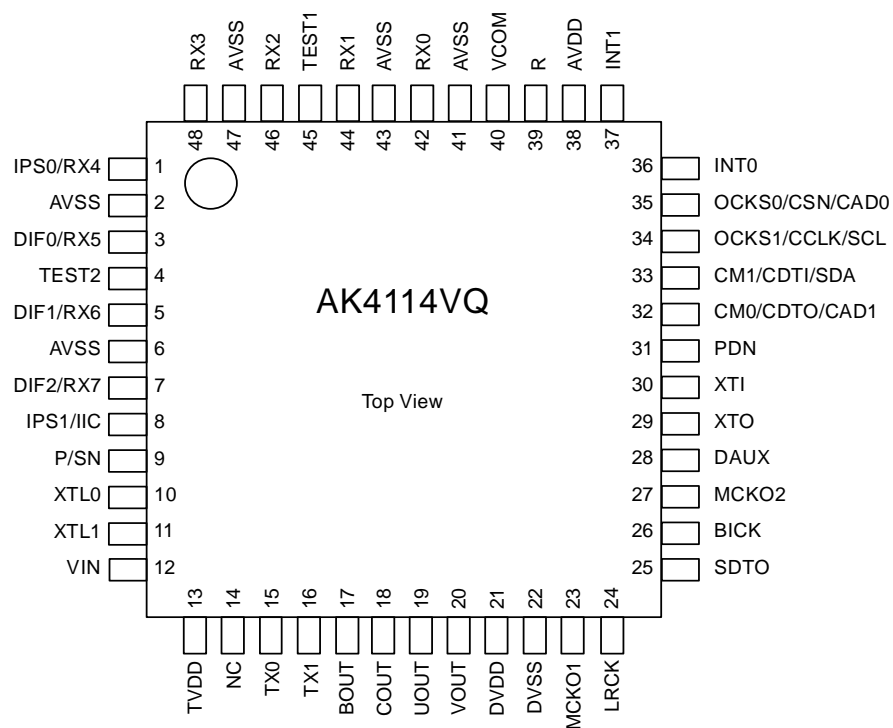 RX3 AVSS RX2 TEST1 RX1 AVSS RX0 AVSS VCOM R AVDD INT1
48 47 46 45 44 43 42 41 40 39 38 37
IPS0/RX4 1 36 INT0
AVSS 2 35 OCKS0/CSN/CAD0
DIF0/RX5 3 34 OCKS1/CCLK/SCL
TEST2 4 33 CM1/CDTI/SDA
DIF1/RX6 5 32 CM0/CDTO/CAD1
AK4114VQ
AVSS 6 31 PDN
DIF2/RX7 7 30 XTI
Top View
IPS1/IIC 8 29 XTO
P/SN 9 28 DAUX
XTL0 10 27 MCKO2
XTL1 11 26 BICK
VIN 12 25 SDTO
13 14 15 16 17 18 19 20 21 22 23 24
TVDD NC TX0 TX1 BOUT COUT UOUT VOUT DVDD DVSS MCKO1 LRCK